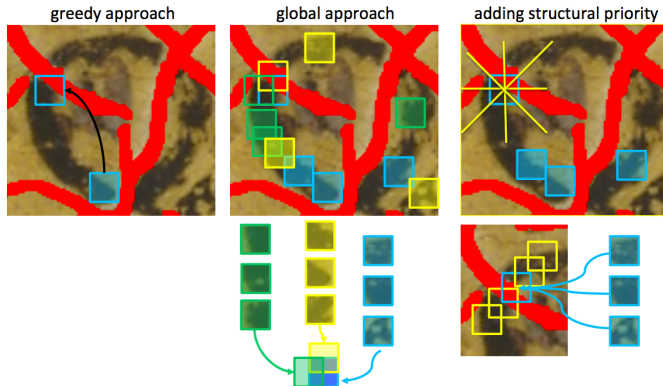 greedy approach
global approach
adding structural priority